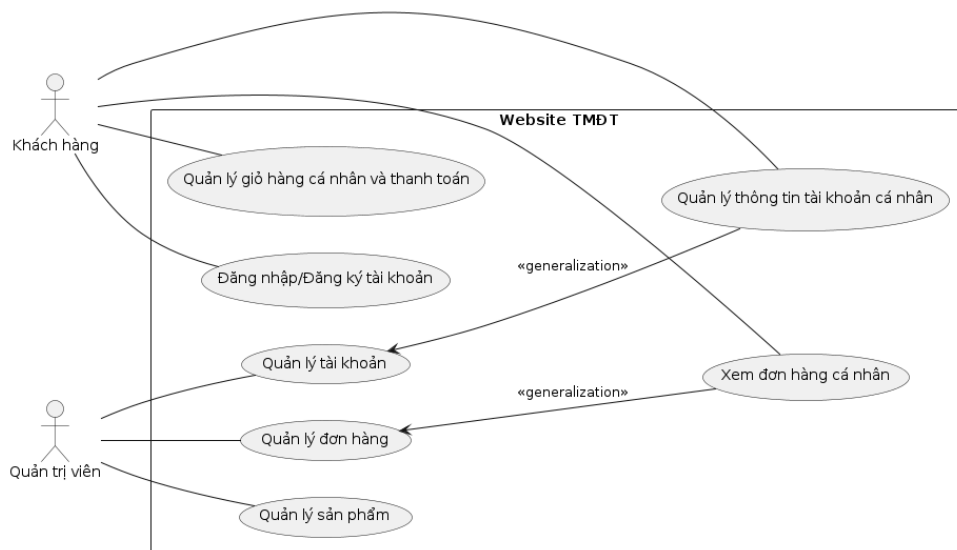 Website TMĐT
Khách hàng
Quản lý giỏ hàng cá nhân và thanh toán
Quản lý thông tin tài khoản cá nhân
«generalization»
Đăng nhập/Đăng ký tài khoản
Quản lý tài khoản
Xem đơn hàng cá nhân
«generalization»
Quản lý đơn hàng
Quản trị viên
Quản lý sản phẩm